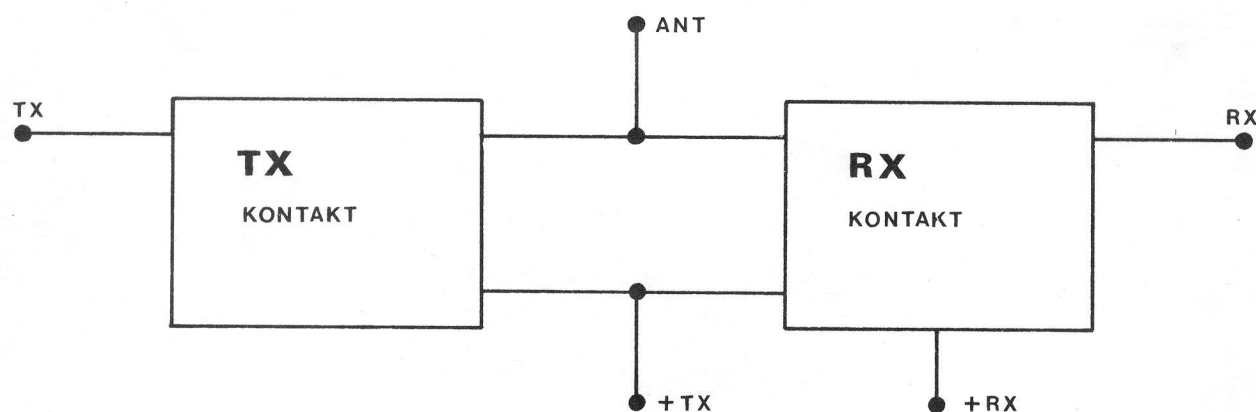 ANT
TX
RX
TX
KONTAKT
RX
KONTAKT
+TX
+RX